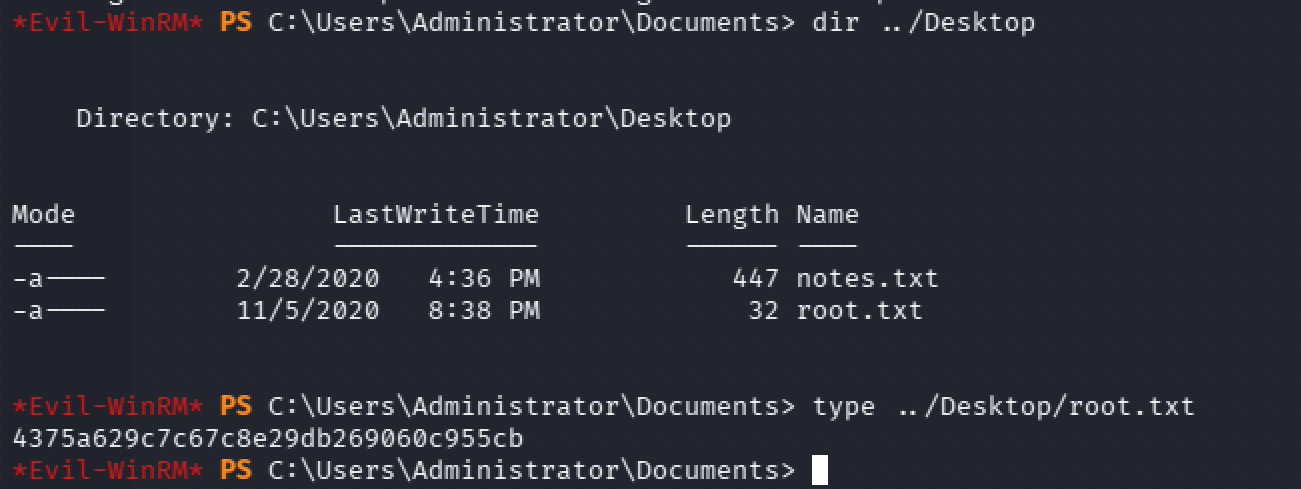 *Evil-WinRM* PS C:\Users\Administrator\Documents> dir ../Desktop
Directory: C:\Users\Administrator\Desktop
Mode LastWriteTime Length Name
---- ------------- ------ ----
-a---- 2/28/2020 4:36 PM 447 notes.txt
-a---- 11/5/2020 8:38 PM 32 root.txt
*Evil-WinRM* PS C:\Users\Administrator\Documents> type ../Desktop/root.txt
4375a629c7c67c8e29db269060c955cb
*Evil-WinRM* PS C:\Users\Administrator\Documents>